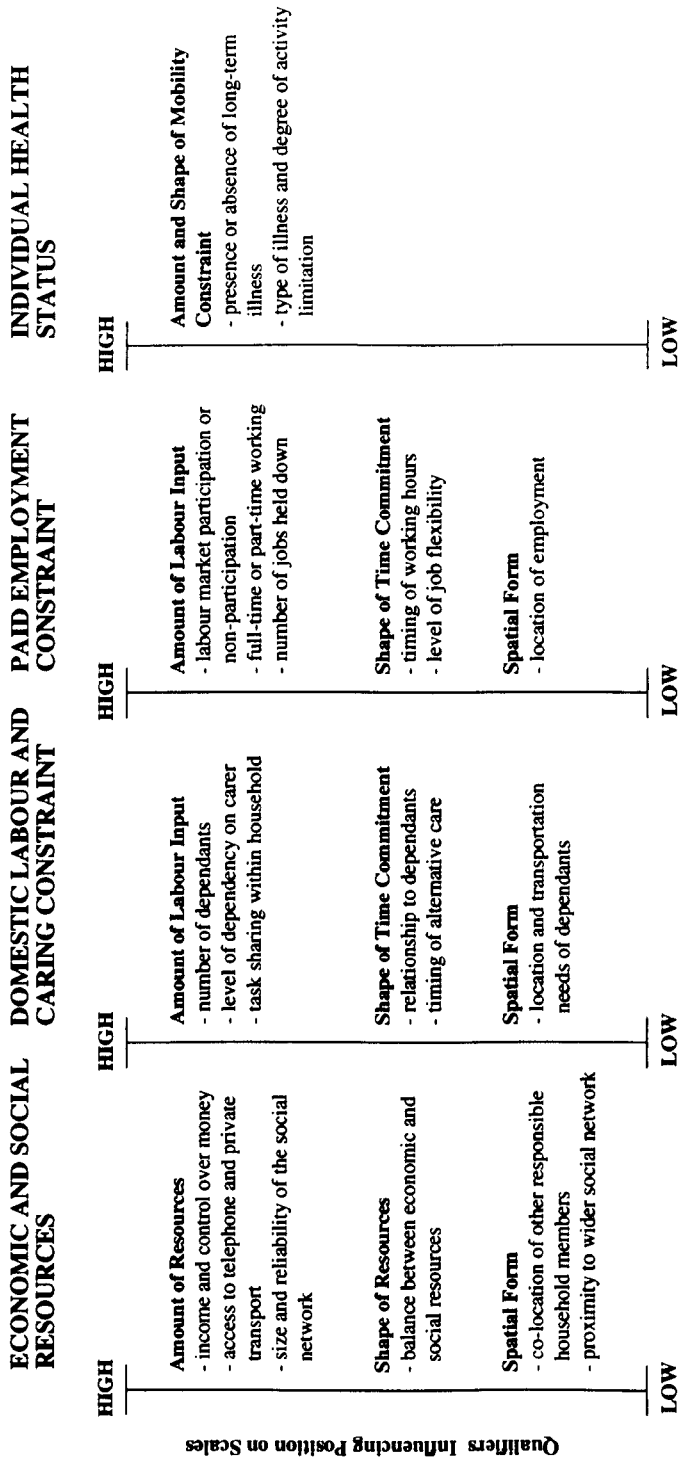 ECONOMIC AND SOCIAL
RESOURCES
HIGH
Amount of Resources
- income and control over money
- access to telephone and private
transport
- size and reliability of the social
network
Shape of Resources
- balance between economic and
social resources
Spatial Form
- co-location of other responsible
household members
- proximity to wider social network
LOW
DOMESTIC LABOUR AND
CARING CONSTRAINT
HIGH
Amount of Labour Input
- number of dependants
- level of dependency on carer
- task sharing within household
Shape of Time Commitment
- relationship to dependants
- timing of alternative care
Spatial Form
- location and transportation
needs of dependants
LOW
PAID EMPLOYMENT
CONSTRAINT
HIGH
Amount of Labour Input
- labour market participation or
non-participation
- full-time or part-time working
- number of jobs held down
Shape of Time Commitment
- timing of working hours
- level of job flexibility
Spatial Form
- location of employment
LOW
INDIVIDUAL HEALTH
STATUS
HIGH
Amount and Shape of Mobility
Constraint
- presence or absence of long-term
illness
- type of illness and degree of activity
limitation
LOW
Qualifiers Influencing Position on Scales